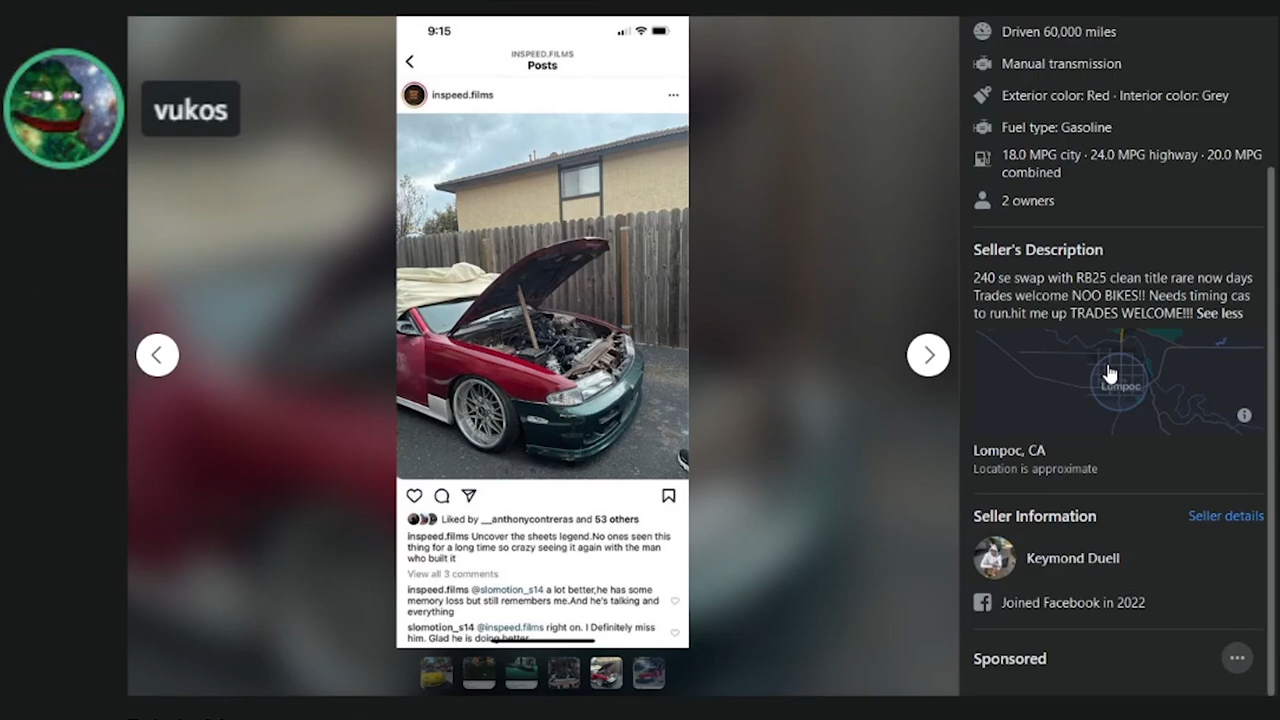 vukos
9:15
INSPEED.FILMS
Posts
inspeed.films
Liked by __anthonycontreras and 53 others
inspeed.films Uncover the sheets legend.No ones seen this
thing for a long time so crazy seeing it again with the man
who built it
View all 3 comments
inspeed.films @slomotion_s14 a lot better,he has some
memory loss but still remembers me.And he's talking and
everything
slomotion_s14 @inspeed.films right on. I Definitely miss
him. Glad he is doing better
Driven 60,000 miles
Manual transmission
Exterior color: Red · Interior color: Grey
Fuel type: Gasoline
18.0 MPG city · 24.0 MPG highway · 20.0 MPG
combined
2 owners
Seller's Description
240 se swap with RB25 clean title rare now days
Trades welcome NOO BIKES!! Needs timing cas
to run.hit me up TRADES WELCOME!!! See less
Lompoc
Lompoc, CA
Location is approximate
Seller Information
Seller details
Keymond Duell
Joined Facebook in 2022
Sponsored